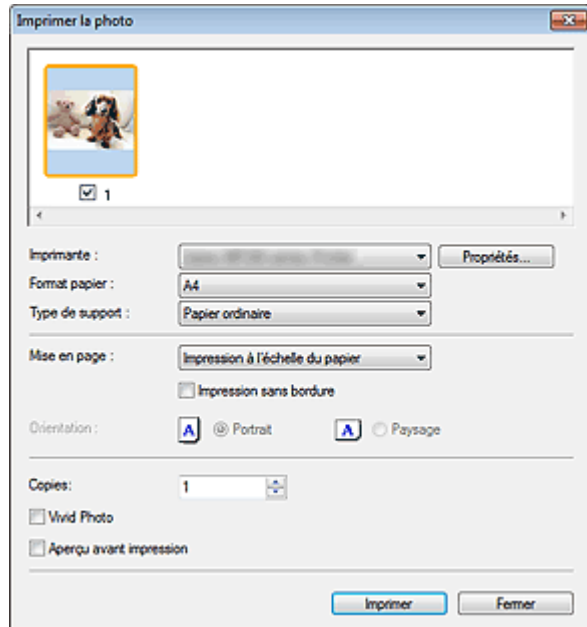 Imprimer la photo
1
Imprimante :
Propriétés...
Format papier :
A4
Type de support :
Papier ordinaire
Mise en page :
Impression à l'échelle du papier
Impression sans bordure
Orientation :
A
Portrait
A
Paysage
Copies:
1
Vivid Photo
Aperçu avant impression
Imprimer
Fermer